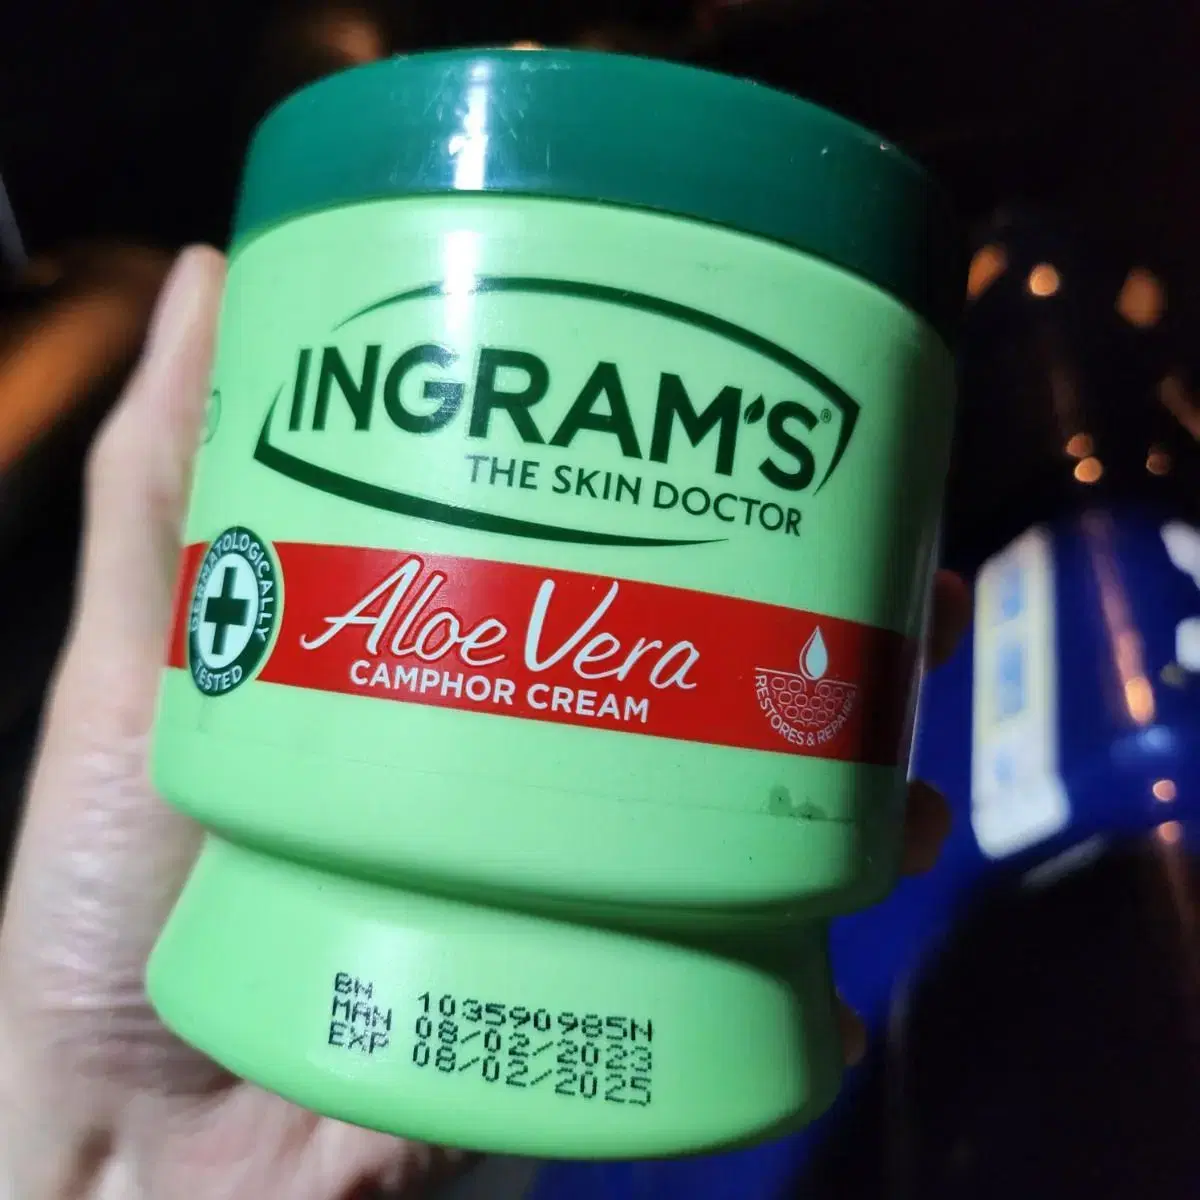 INGRAM'S®
THE SKIN DOCTOR
DERMATOLOGICALLY
TESTED
Aloe Vera
CAMPHOR CREAM
RESTORES & REPAIRS
BN 103590985N
MAN 08/02/2023
EXP 08/02/2025